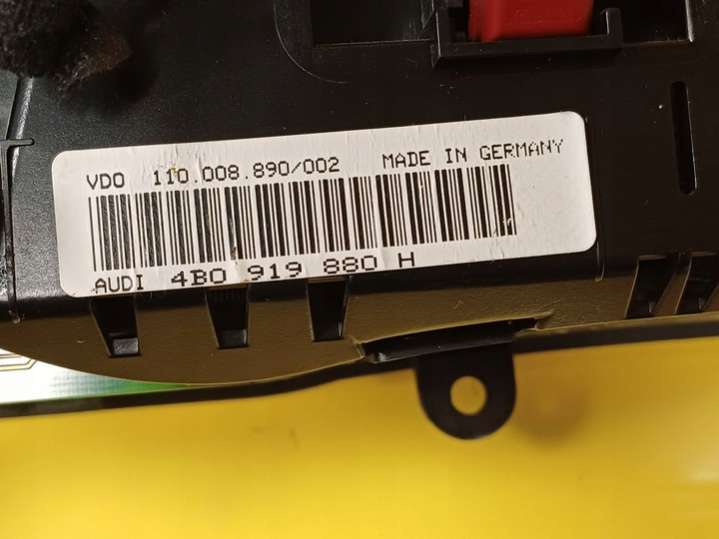 VDO 110.008.890/002 MADE IN GERMANY
AUDI 4B0 919 880 H